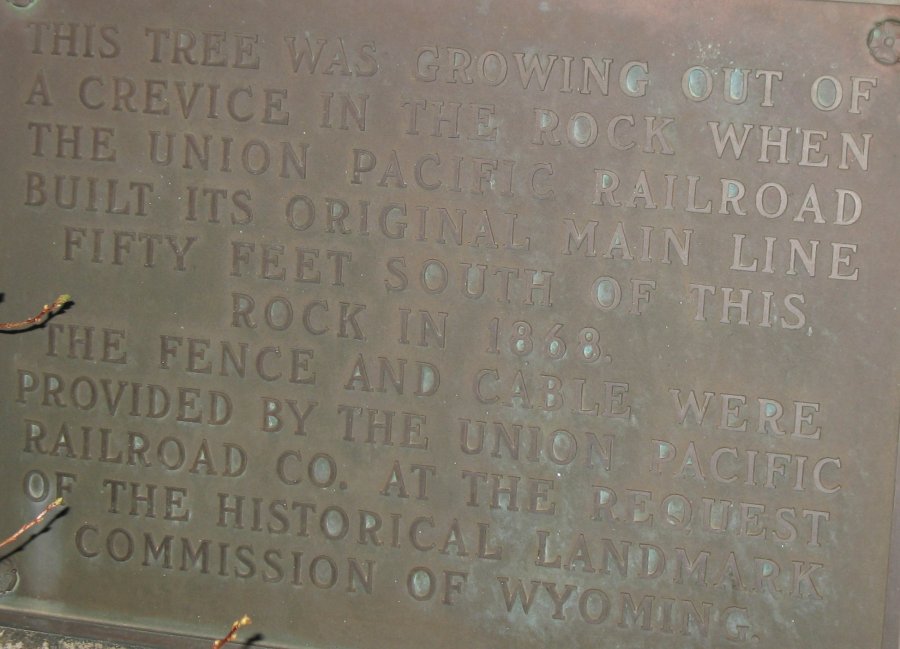 THIS TREE WAS GROWING OUT OF
A CREVICE IN THE ROCK WHEN
THE UNION PACIFIC RAILROAD
BUILT ITS ORIGINAL MAIN LINE
FIFTY FEET SOUTH OF THIS
ROCK IN 1868.
THE FENCE AND CABLE WERE
PROVIDED BY THE UNION PACIFIC
RAILROAD CO. AT THE REQUEST
OF THE HISTORICAL LANDMARK
COMMISSION OF WYOMING.